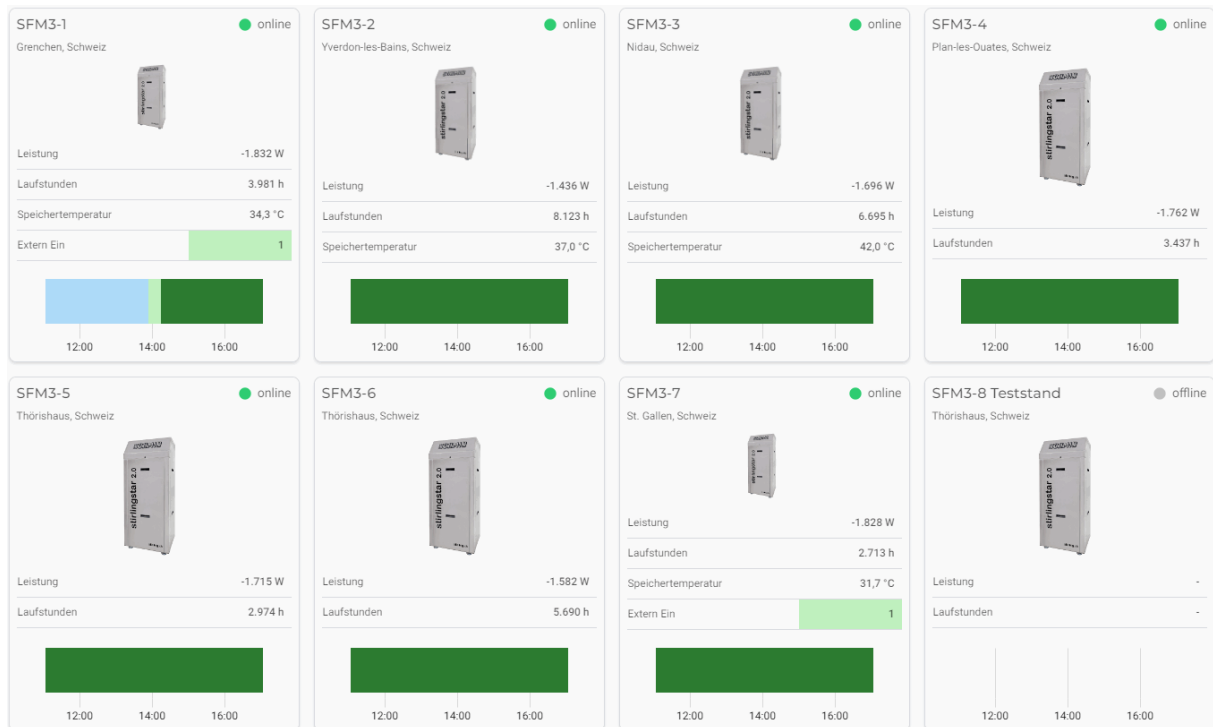 SFM3-1 online
Grenchen, Schweiz
stirlingstar 2.0
Leistung -1.832 W
Laufstunden 3.981 h
Speichertemperatur 34,3 °C
Extern Ein 1
12:00 14:00 16:00
SFM3-2 online
Yverdon-les-Bains, Schweiz
stirlingstar 2.0
Leistung -1.436 W
Laufstunden 8.123 h
Speichertemperatur 37,0 °C
12:00 14:00 16:00
SFM3-3 online
Nidau, Schweiz
stirlingstar 2.0
Leistung -1.696 W
Laufstunden 6.695 h
Speichertemperatur 42,0 °C
12:00 14:00 16:00
SFM3-4 online
Plan-les-Ouates, Schweiz
stirlingstar 2.0
Leistung -1.762 W
Laufstunden 3.437 h
12:00 14:00 16:00
SFM3-5 online
Thörishaus, Schweiz
stirlingstar 2.0
Leistung -1.715 W
Laufstunden 2.974 h
12:00 14:00 16:00
SFM3-6 online
Thörishaus, Schweiz
stirlingstar 2.0
Leistung -1.582 W
Laufstunden 5.690 h
12:00 14:00 16:00
SFM3-7 online
St. Gallen, Schweiz
stirlingstar 2.0
Leistung -1.828 W
Laufstunden 2.713 h
Speichertemperatur 31,7 °C
Extern Ein 1
12:00 14:00 16:00
SFM3-8 Teststand offline
Thörishaus, Schweiz
stirlingstar 2.0
Leistung -
Laufstunden -
12:00 14:00 16:00